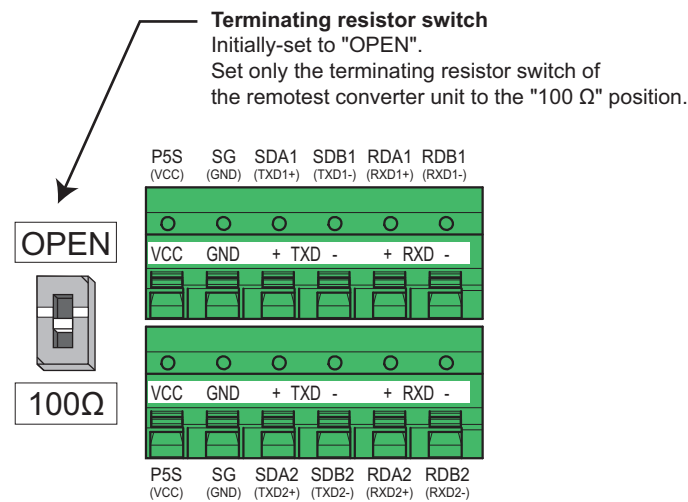 Terminating resistor switch
Initially-set to "OPEN".
Set only the terminating resistor switch of
the remotest converter unit to the "100 Ω" position.
P5S SG SDA1 SDB1 RDA1 RDB1
(VCC) (GND) (TXD1+) (TXD1-) (RXD1+) (RXD1-)
OPEN
VCC GND + TXD - + RXD -
VCC GND + TXD - + RXD -
100Ω
P5S SG SDA2 SDB2 RDA2 RDB2
(VCC) (GND) (TXD2+) (TXD2-) (RXD2+) (RXD2-)